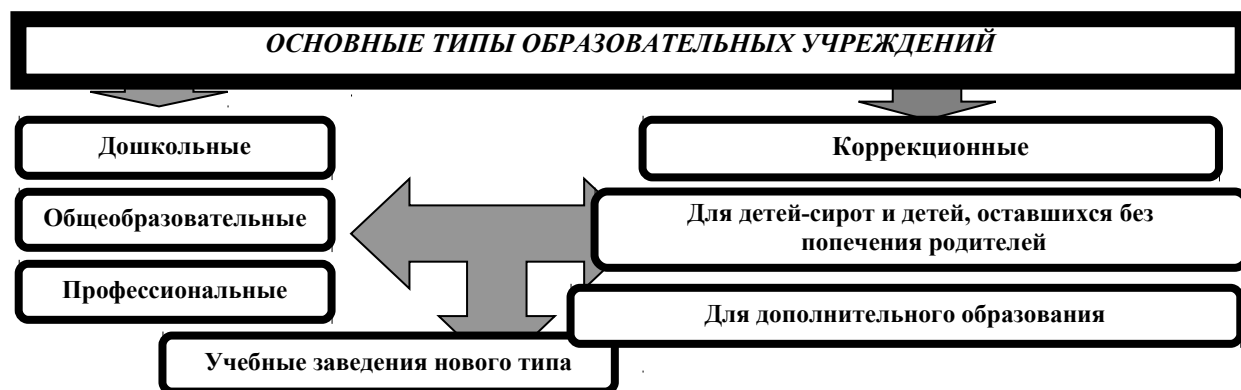 ОСНОВНЫЕ ТИПЫ ОБРАЗОВАТЕЛЬНЫХ УЧРЕЖДЕНИЙ
Дошкольные
Общеобразовательные
Профессиональные
Коррекционные
Для детей-сирот и детей, оставшихся без
попечения родителей
Для дополнительного образования
Учебные заведения нового типа